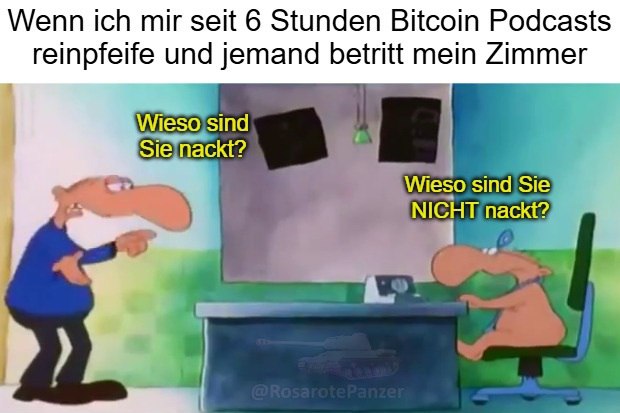 Wenn ich mir seit 6 Stunden Bitcoin Podcasts
reinpfeife und jemand betritt mein Zimmer
Wieso sind
Sie nackt?
Wieso sind Sie
NICHT nackt?
@RosarotePanzer